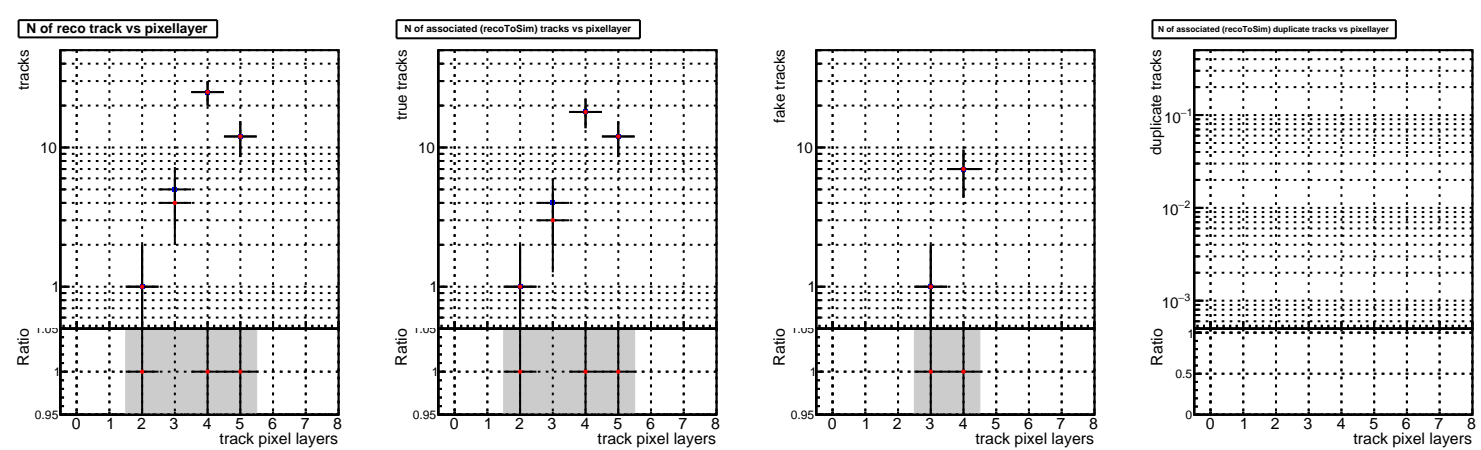 N of reco track vs pixellayer
tracks
10
1
Ratio
1.05
1
0.95
0 1 2 3 4 5 6 7 8
track pixel layers
N of associated (recoToSim) tracks vs pixellayer
true tracks
10
1
Ratio
1.05
1
0.95
0 1 2 3 4 5 6 7 8
track pixel layers
fake tracks
10
1
Ratio
1.05
1
0.95
0 1 2 3 4 5 6 7 8
track pixel layers
N of associated (recoToSim) duplicate tracks vs pixellayer
duplicate tracks
10⁻¹
10⁻²
10⁻³
Ratio
1
0.5
0
0 1 2 3 4 5 6 7 8
track pixel layers